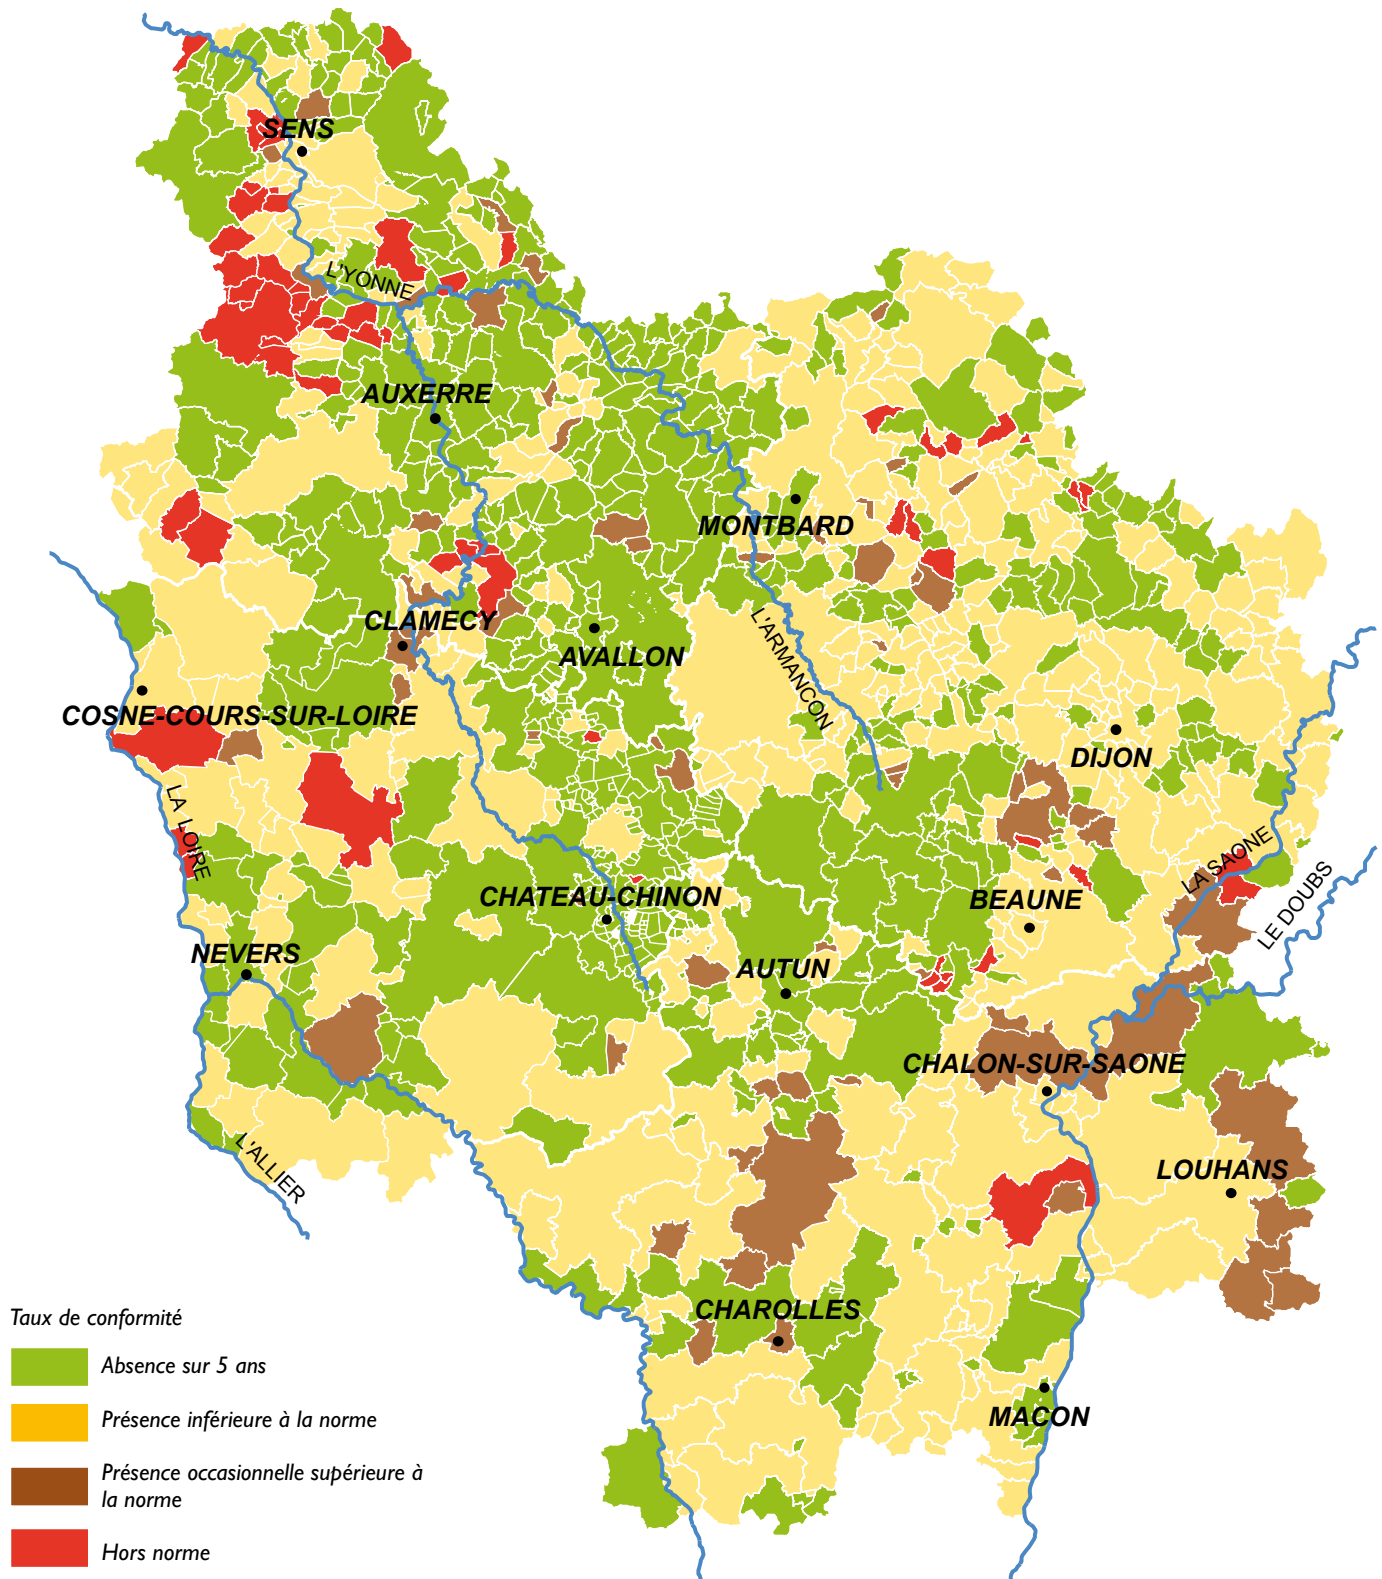 SENS
L'YONNE
AUXERRE
MONTBARD
CLAMECY
L'ARMANCON
AVALLON
COSNE-COURS-SUR-LOIRE
DIJON
LA LOIRE
LA SAONE
LE DOUBS
CHATEAU-CHINON
BEAUNE
NEVERS
AUTUN
CHALON-SUR-SAONE
L'ALLIER
LOUHANS
CHAROLLES
MACON
Taux de conformité
Absence sur 5 ans
Présence inférieure à la norme
Présence occasionnelle supérieure à
la norme
Hors norme